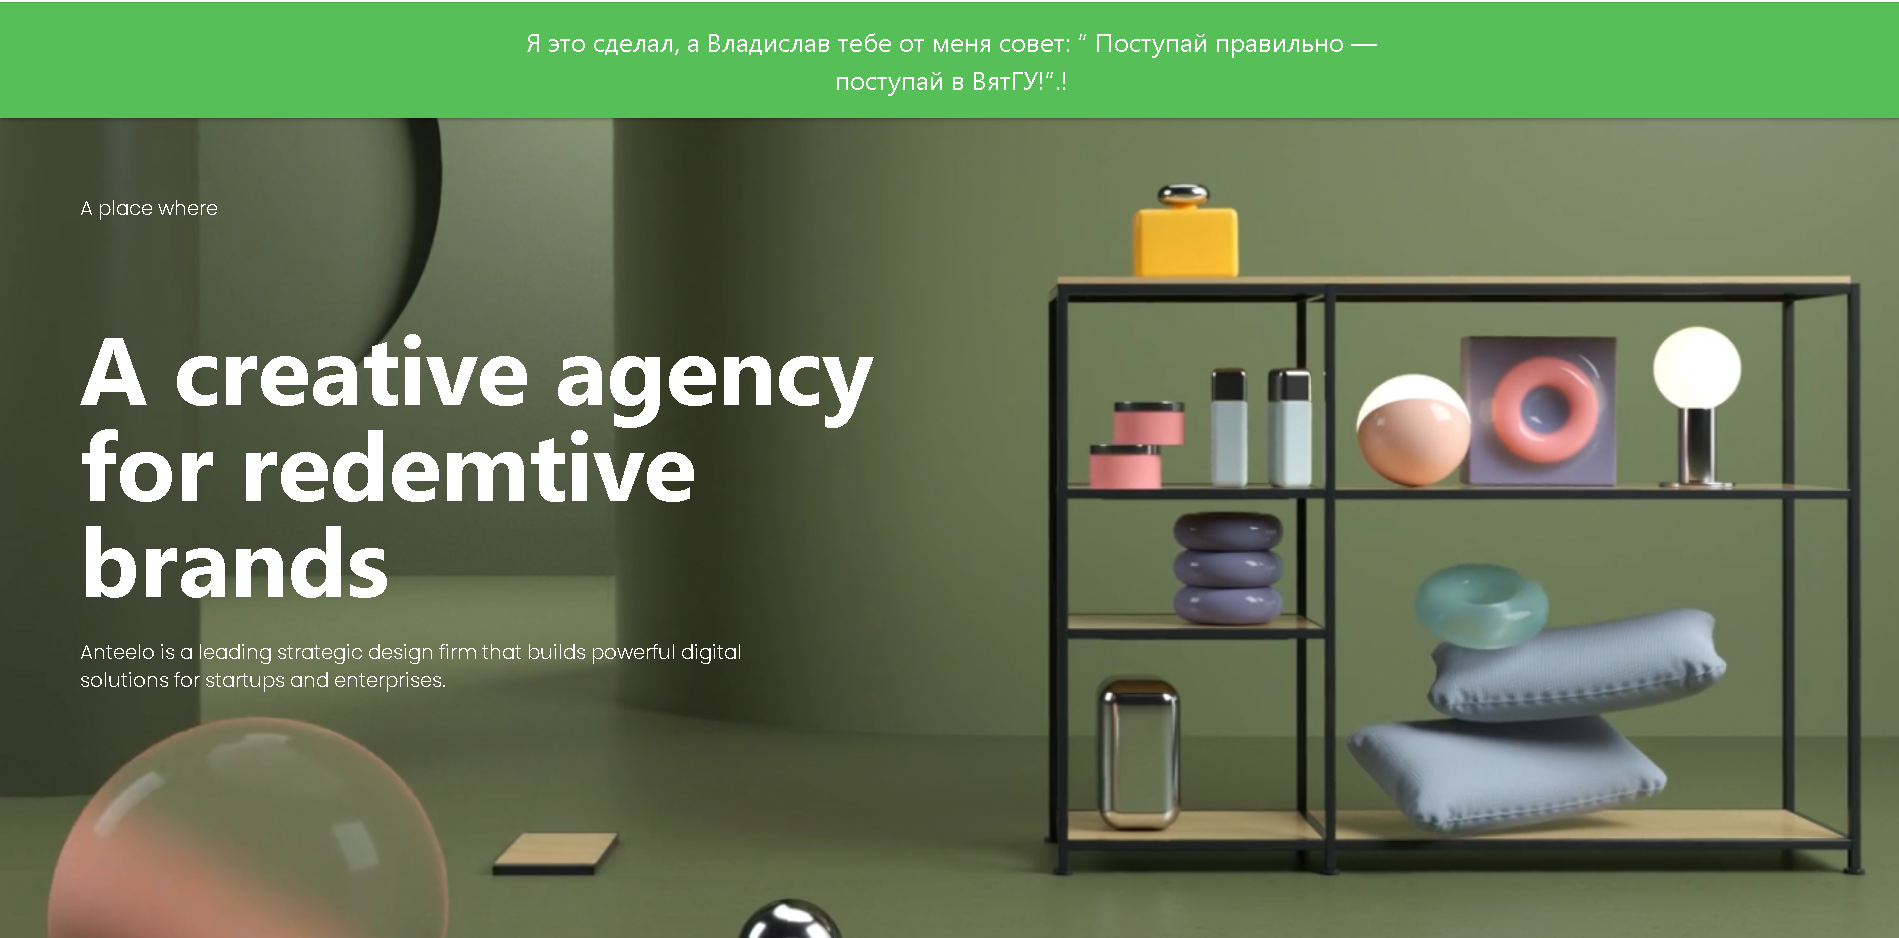 Я это сделал, а Владислав тебе от меня совет: “ Поступай правильно —
поступай в ВятГУ!”.!
A place where
A creative agency
for redemtive
brands
Anteelo is a leading strategic design firm that builds powerful digital
solutions for startups and enterprises.